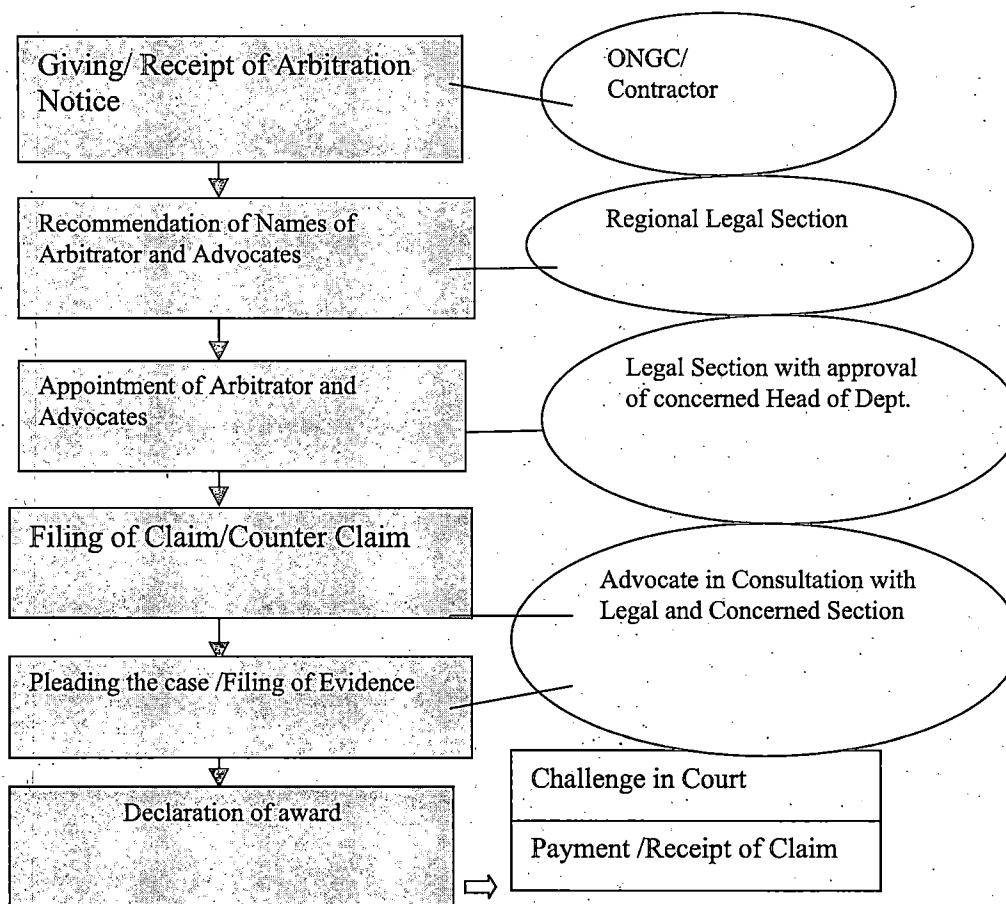 Giving/ Receipt of Arbitration
Notice
ONGC/
Contractor
Recommendation of Names of
Arbitrator and Advocates
Regional Legal Section
Appointment of Arbitrator and
Advocates
Legal Section with approval
of concerned Head of Dept.
Filing of Claim/Counter Claim
Advocate in Consultation with
Legal and Concerned Section
Pleading the case /Filing of Evidence
Declaration of award
Challenge in Court
Payment /Receipt of Claim